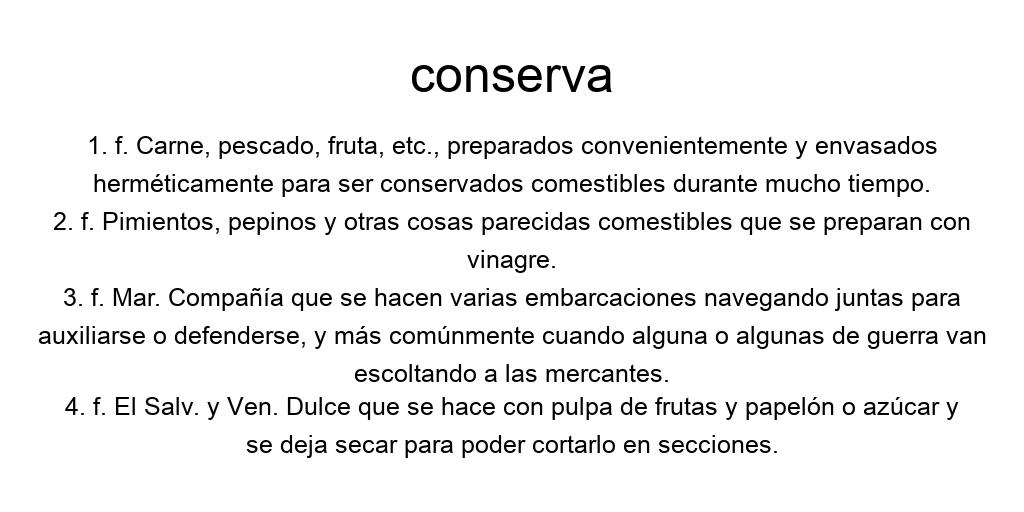 conserva
1. f. Carne, pescado, fruta, etc., preparados convenientemente y envasados
herméticamente para ser conservados comestibles durante mucho tiempo.
2. f. Pimientos, pepinos y otras cosas parecidas comestibles que se preparan con
vinagre.
3. f. Mar. Compañía que se hacen varias embarcaciones navegando juntas para
auxiliarse o defenderse, y más comúnmente cuando alguna o algunas de guerra van
escoltando a las mercantes.
4. f. El Salv. y Ven. Dulce que se hace con pulpa de frutas y papelón o azúcar y
se deja secar para poder cortarlo en secciones.